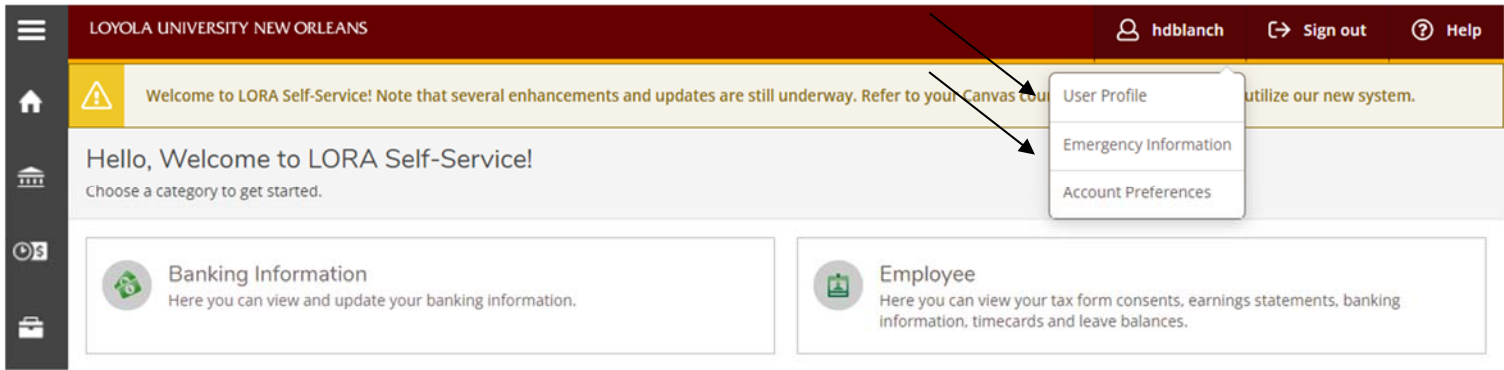 LOYOLA UNIVERSITY NEW ORLEANS
hdblanch
Sign out
Help
Welcome to LORA Self-Service! Note that several enhancements and updates are still underway. Refer to your Canvas utilize our new system.
User Profile
Emergency Information
Account Preferences
Hello, Welcome to LORA Self-Service!
Choose a category to get started.
Banking Information
Here you can view and update your banking information.
Employee
Here you can view your tax form consents, earnings statements, banking
information, timecards and leave balances.